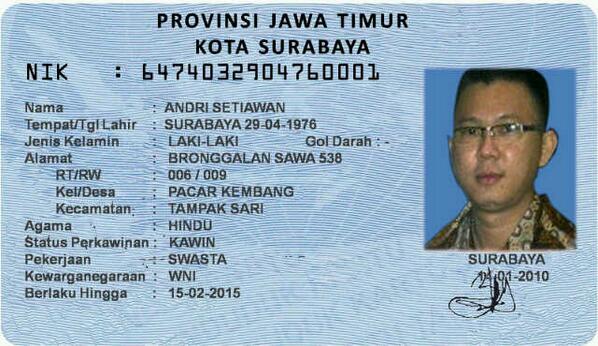 PROVINSI JAWA TIMUR
KOTA SURABAYA
NIK : 6474032904760001
Nama : ANDRI SETIAWAN
Tempat/Tgl Lahir : SURABAYA 29-04-1976
Jenis Kelamin : LAKI-LAKI Gol Darah : -
Alamat : BRONGGALAN SAWA 538
RT/RW : 006 / 009
Kel/Desa : PACAR KEMBANG
Kecamatan : TAMPAK SARI
Agama : HINDU
Status Perkawinan : KAWIN
Pekerjaan : SWASTA
Kewarganegaraan : WNI
Berlaku Hingga : 15-02-2015
SURABAYA
-01-2010